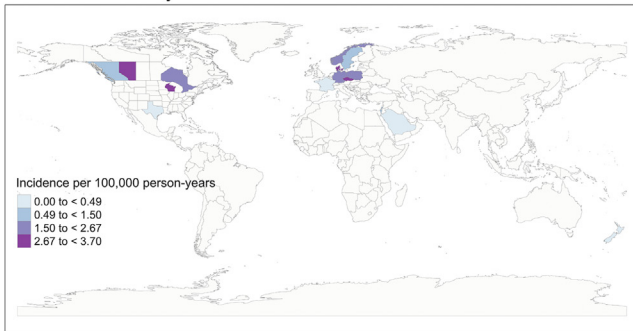 Incidence per 100,000 person-years
0.00 to < 0.49
0.49 to < 1.50
1.50 to < 2.67
2.67 to < 3.70